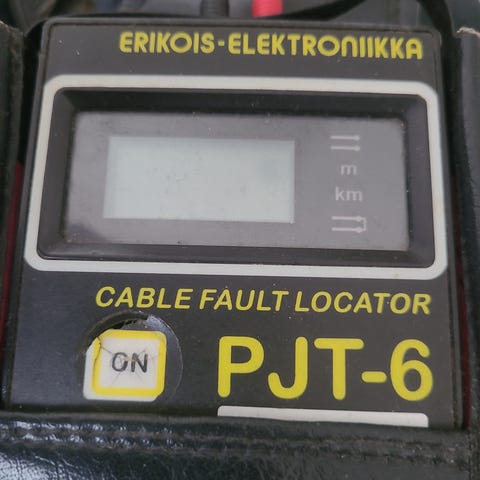 ERIKOIS-ELEKTRONIIKKA
m
km
CABLE FAULT LOCATOR
ON
PJT-6